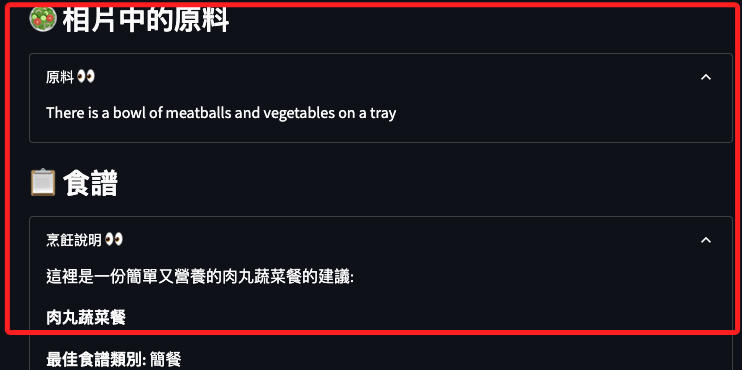 相片中的原料
原料
There is a bowl of meatballs and vegetables on a tray
食譜
烹飪說明
這裡是一份簡單又營養的肉丸蔬菜餐的建議:
肉丸蔬菜餐
最佳食譜類別: 簡餐